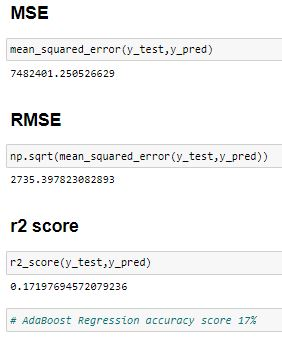 MSE
mean_squared_error(y_test,y_pred)
7482401.250526629
RMSE
np.sqrt(mean_squared_error(y_test,y_pred))
2735.397823082893
r2 score
r2_score(y_test,y_pred)
0.17197694572079236
# AdaBoost Regression accuracy score 17%